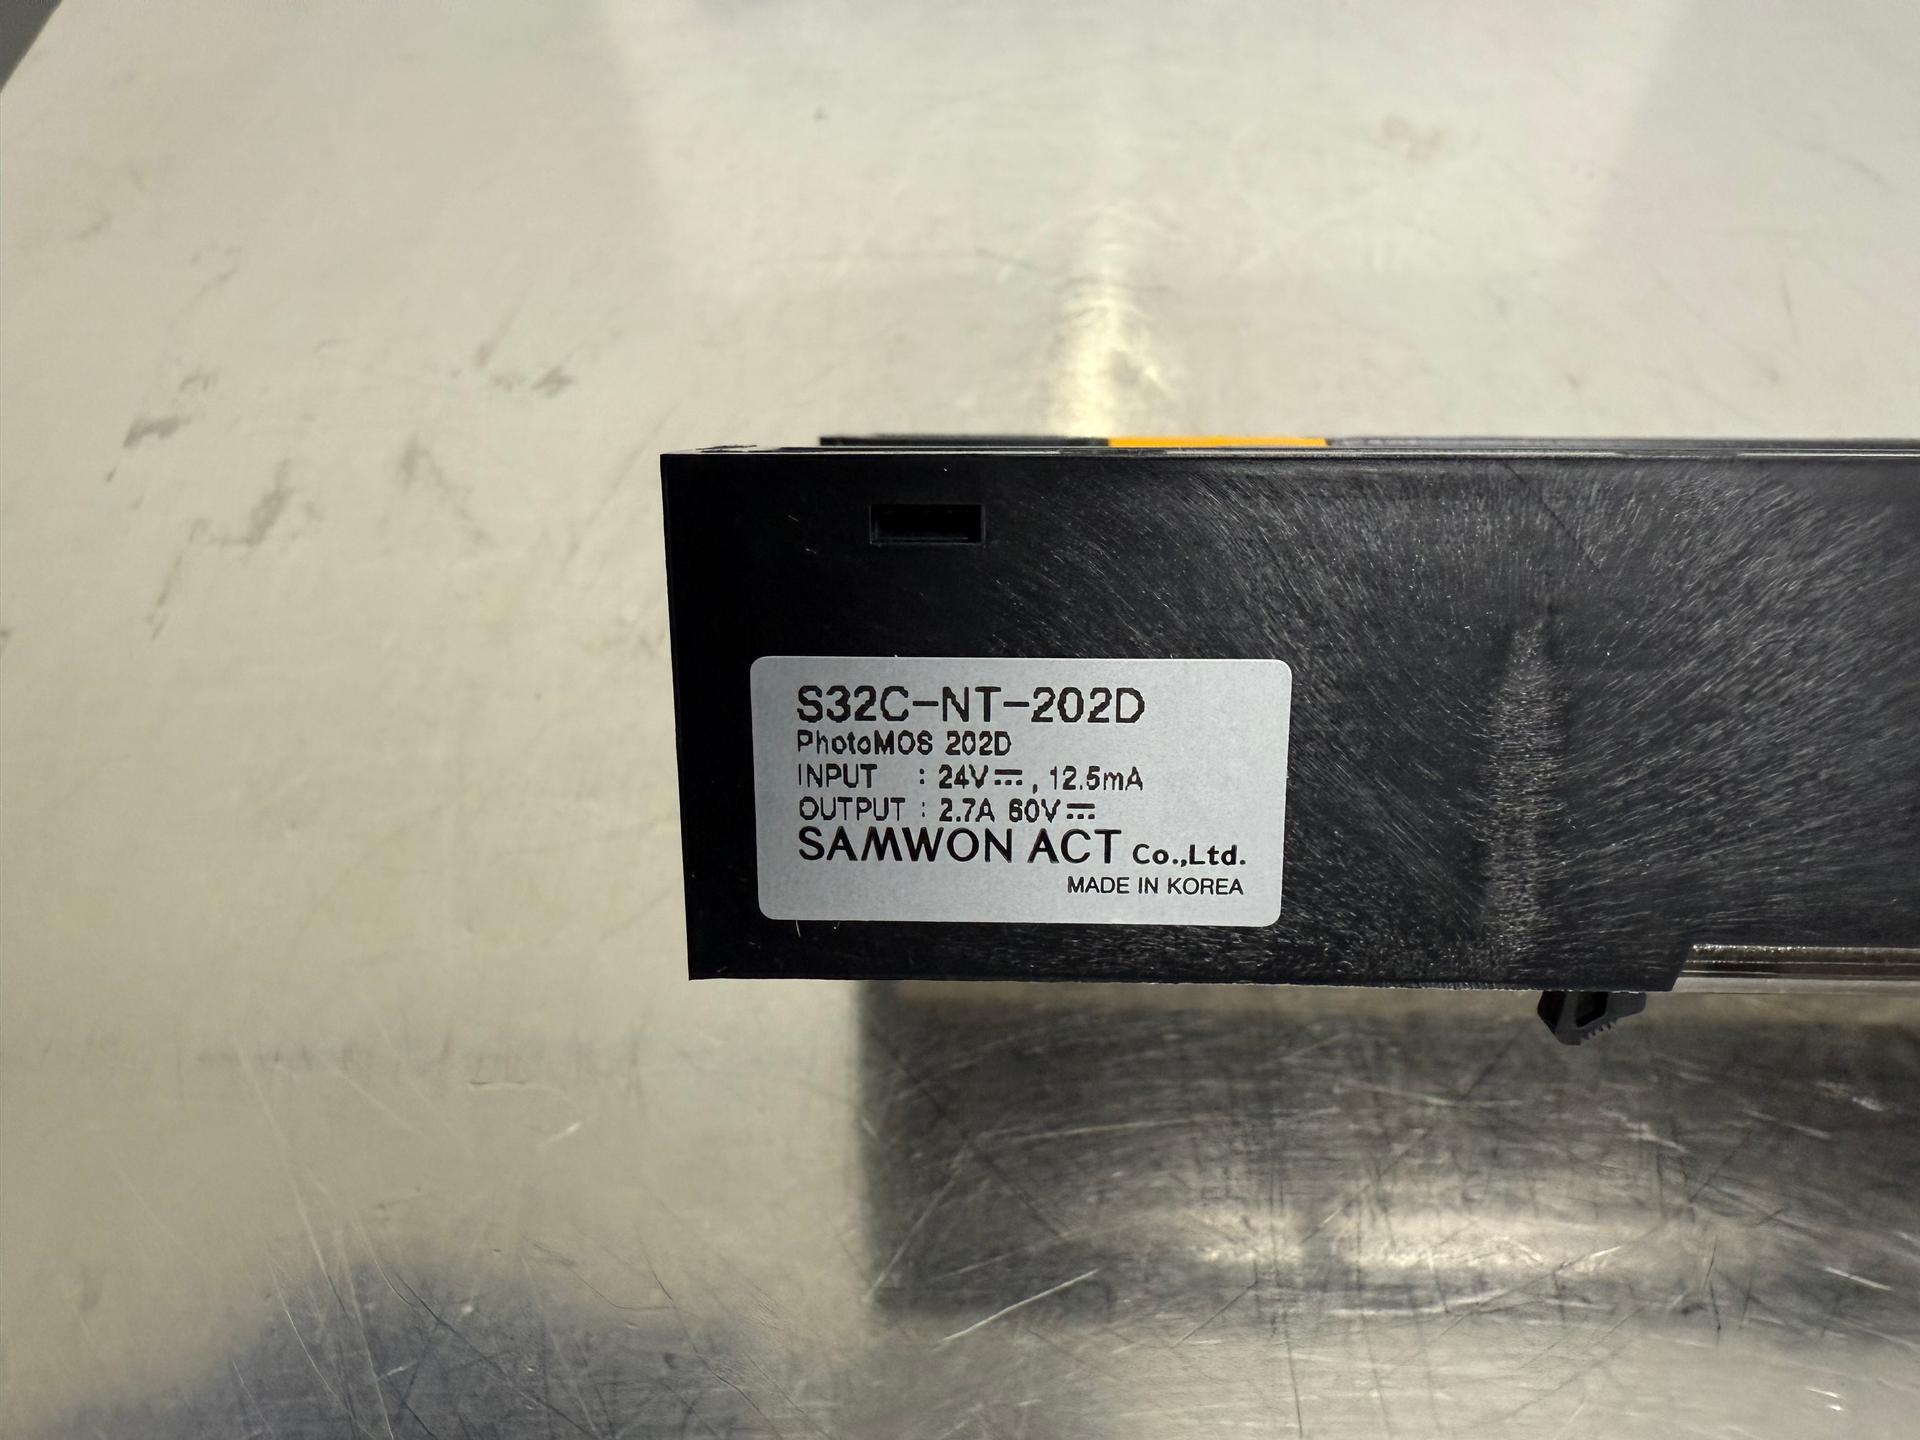 S32C-NT-202D
PhotoMOS 202D
INPUT : 24V⎓, 12.5mA
OUTPUT : 2.7A 60V⎓
SAMWON ACT Co.,Ltd.
MADE IN KOREA